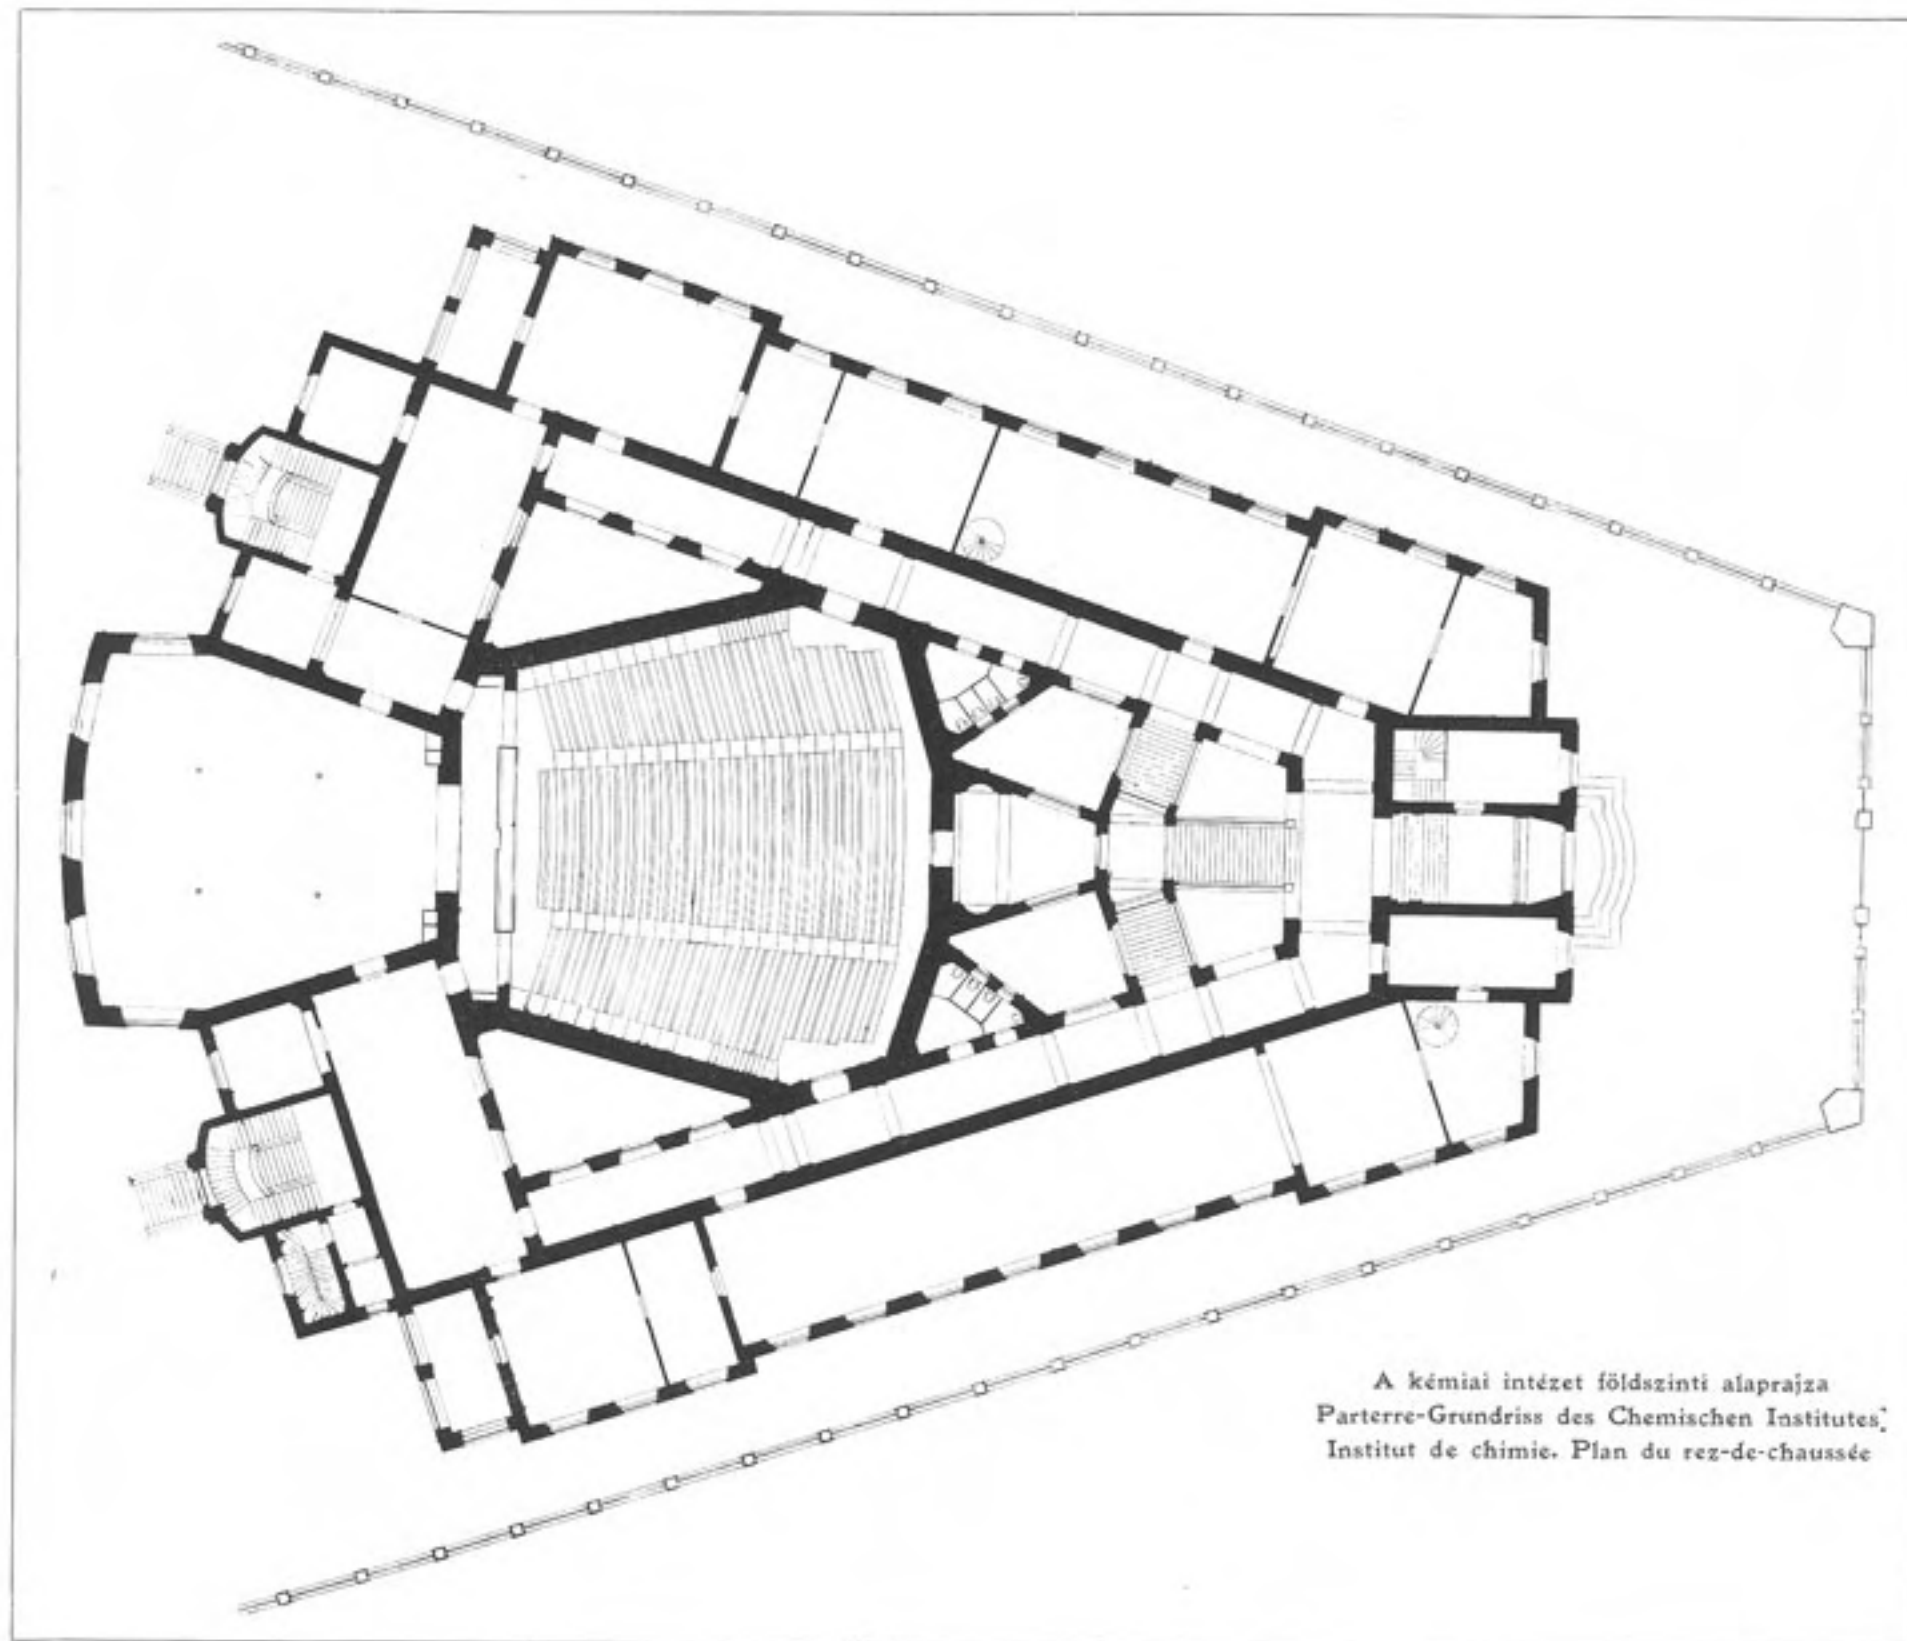 A kémiai intézet földszinti alaprajza
Parterre-Grundriss des Chemischen Institutes.
Institut de chimie. Plan du rez-de-chaussée